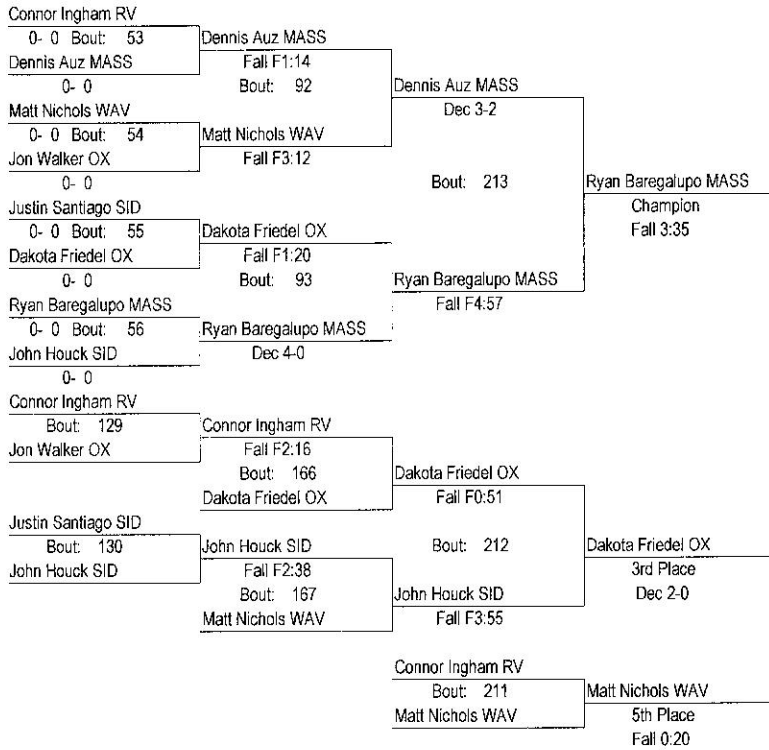 Connor Ingham RV
0- 0 Bout: 53
Dennis Auz MASS
0- 0
Dennis Auz MASS
Fall F1:14
Bout: 92
Matt Nichols WAV
0- 0 Bout: 54
Jon Walker OX
0- 0
Matt Nichols WAV
Fall F3:12
Dennis Auz MASS
Dec 3-2
Bout: 213
Justin Santiago SID
0- 0 Bout: 55
Dakota Friedel OX
0- 0
Dakota Friedel OX
Fall F1:20
Bout: 93
Ryan Baregalupo MASS
0- 0 Bout: 56
John Houck SID
0- 0
Ryan Baregalupo MASS
Dec 4-0
Ryan Baregalupo MASS
Fall F4:57
Ryan Baregalupo MASS
Champion
Fall 3:35
Connor Ingham RV
Bout: 129
Jon Walker OX
Connor Ingham RV
Fall F2:16
Bout: 166
Dakota Friedel OX
Dakota Friedel OX
Fall F0:51
Bout: 212
Justin Santiago SID
Bout: 130
John Houck SID
John Houck SID
Fall F2:38
Bout: 167
Matt Nichols WAV
John Houck SID
Fall F3:55
Dakota Friedel OX
3rd Place
Dec 2-0
Connor Ingham RV
Bout: 211
Matt Nichols WAV
Matt Nichols WAV
5th Place
Fall 0:20